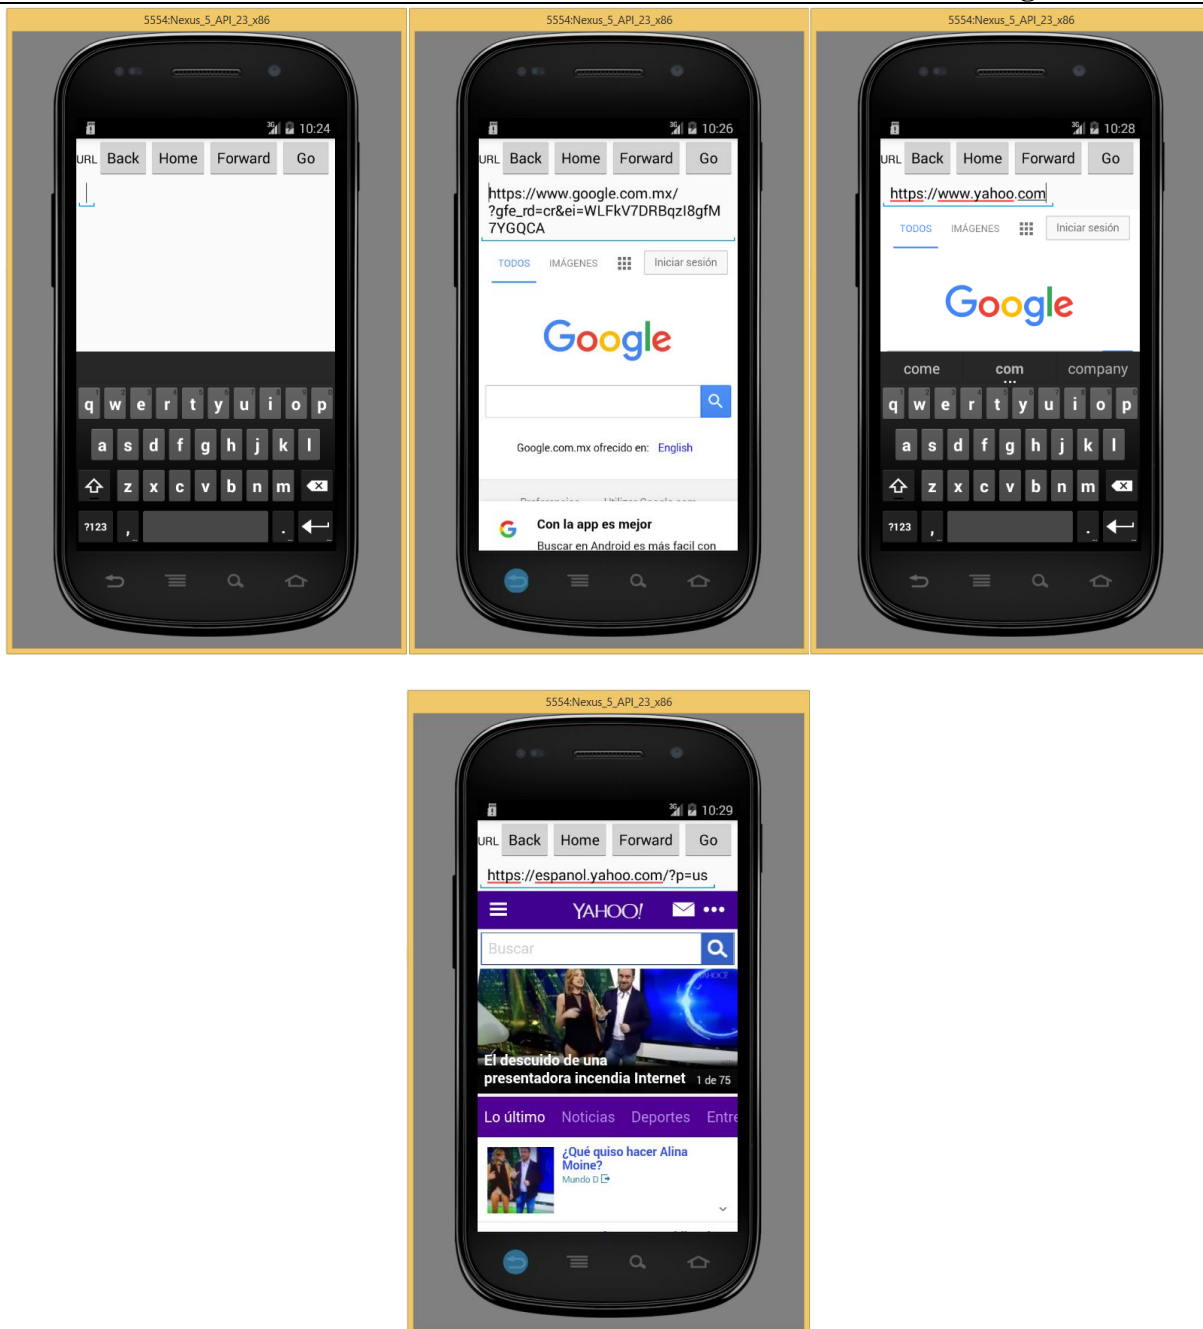 5554:Nexus_5_API_23_x86
3G 10:24
URL Back Home Forward Go
q w e r t y u i o p
a s d f g h j k l
z x c v b n m
?123 , .
5554:Nexus_5_API_23_x86
3G 10:26
URL Back Home Forward Go
https://www.google.com.mx/
?gfe_rd=cr&ei=WLFkV7DRBqzI8gfM
7YGQCA
TODOS IMÁGENES Iniciar sesión
Google
Google.com.mx ofrecido en: English
Con la app es mejor
Buscar en Android es más facil con
5554:Nexus_5_API_23_x86
3G 10:28
URL Back Home Forward Go
https://www.yahoo.com
TODOS IMÁGENES Iniciar sesión
Google
come com company
q w e r t y u i o p
a s d f g h j k l
z x c v b n m
?123 , .
5554:Nexus_5_API_23_x86
3G 10:29
URL Back Home Forward Go
https://espanol.yahoo.com/?p=us
YAHOO!
Buscar
El descuido de una
presentadora incendia Internet 1 de 75
Lo último Noticias Deportes Entre
¿Qué quiso hacer Alina
Moine?
Mundo D